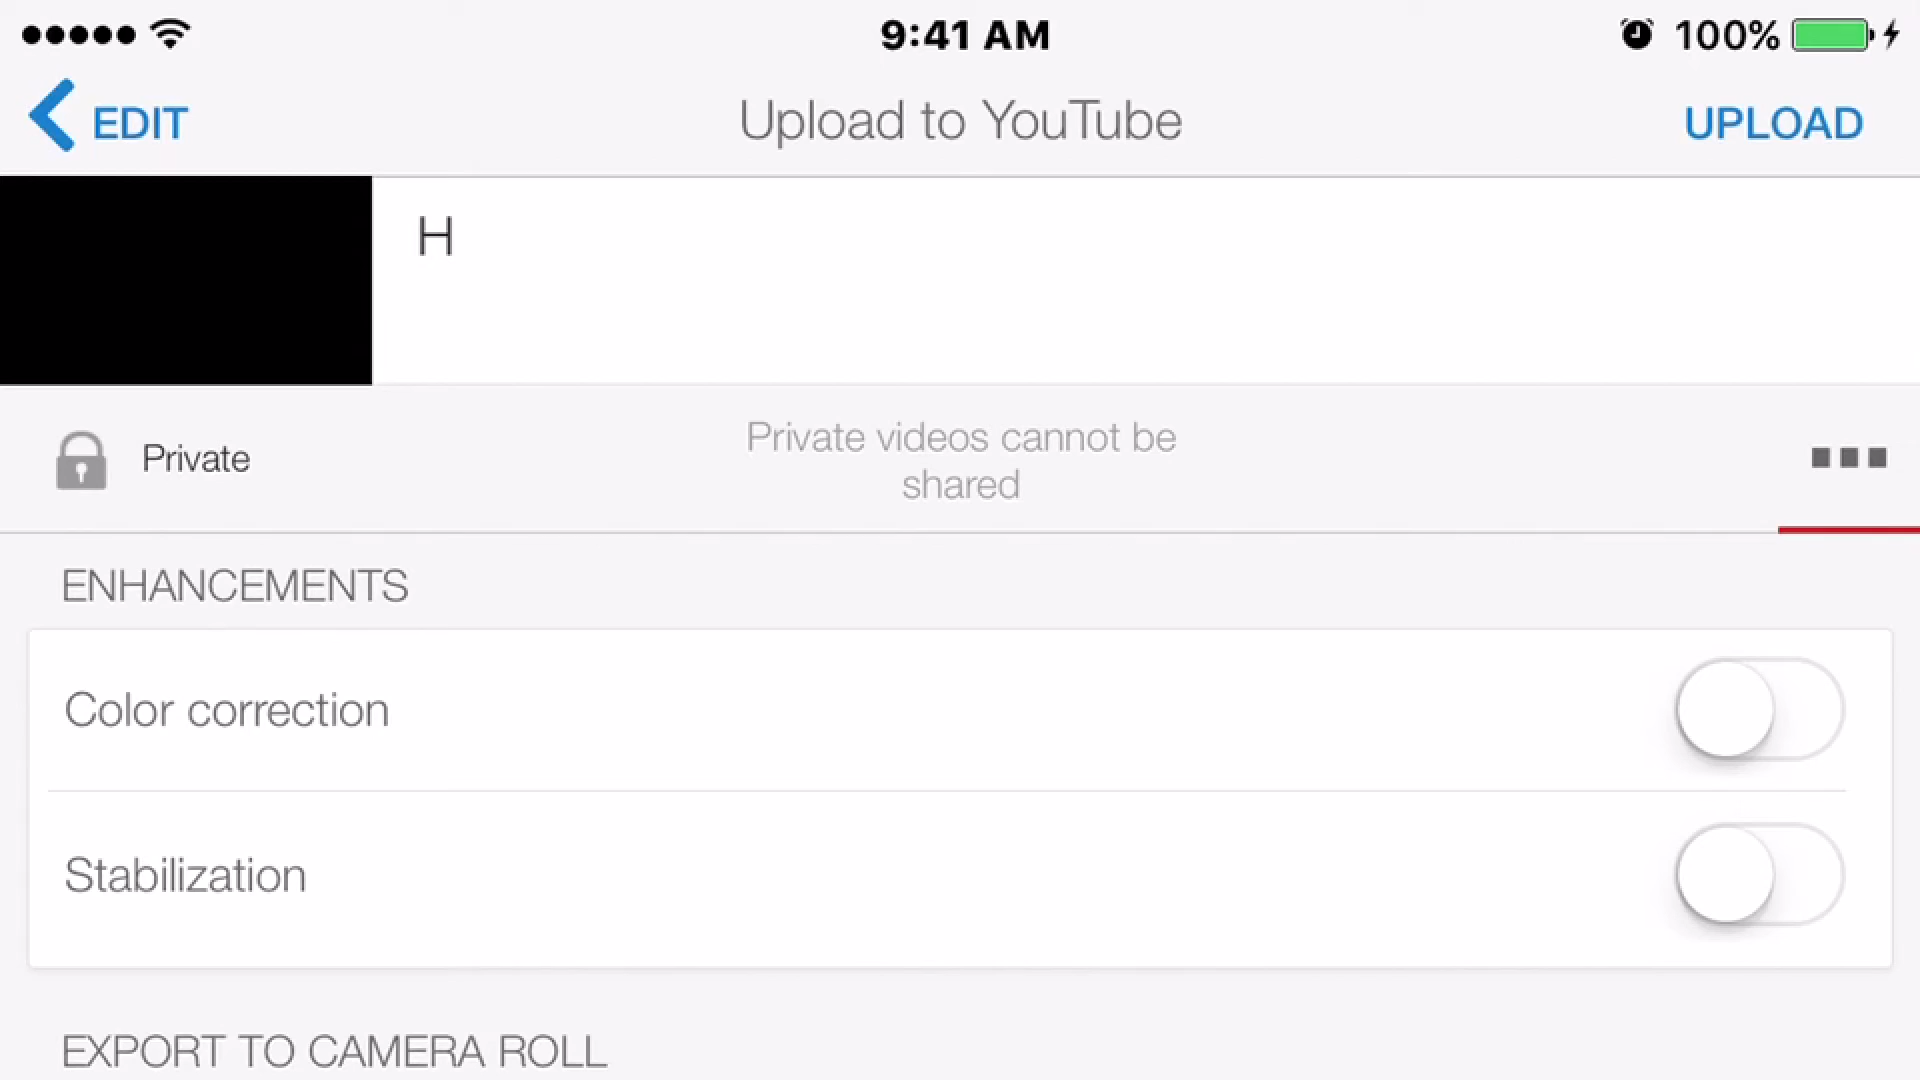 9:41 AM
100%
EDIT
Upload to YouTube
UPLOAD
H
Private
Private videos cannot be
shared
ENHANCEMENTS
Color correction
Stabilization
EXPORT TO CAMERA ROLL